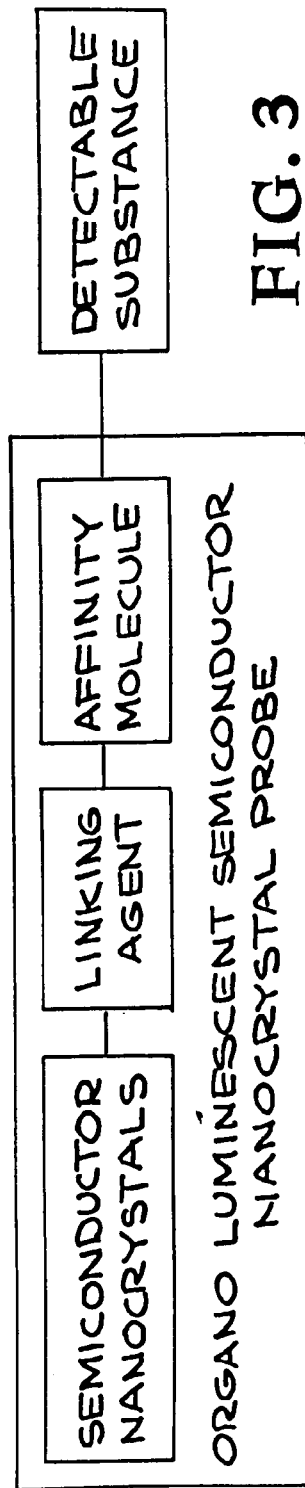 SEMICONDUCTOR
NANOCRYSTALS
LINKING
AGENT
AFFINITY
MOLECULE
DETECTABLE
SUBSTANCE
ORGANO LUMINESCENT SEMICONDUCTOR
NANOCRYSTAL PROBE
FIG. 3